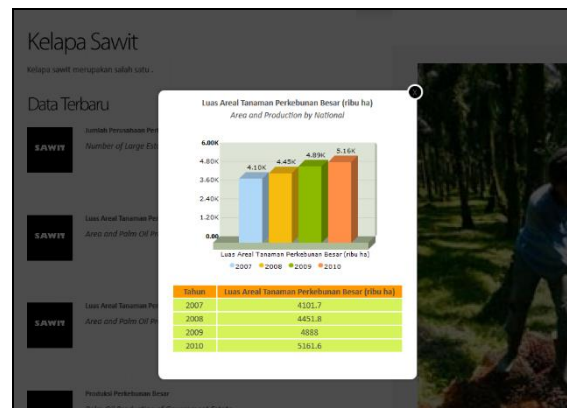 Kelapa Sawit
Kelapa sawit merupakan salah satu..
Data Terbaru
SAWIT
Jumlah Perusahaan Perk
Number of Large Esta
SAWIT
Luas Areal Tanaman Per
Area and Palm Oil Pr
SAWIT
Luas Areal Tanaman Per
Area and Palm Oil Pr
Produksi Perkebunan Besar
Luas Areal Tanaman Perkebunan Besar (ribu ha)
Area and Production by National
6.00K
4.80K
3.60K
2.40K
1.20K
0.00
4.10K
4.45K
4.89K
5.16K
Luas Areal Tanaman Perkebunan Besar (ribu ha)
2007 2008 2009 2010
Tahun Luas Areal Tanaman Perkebunan Besar (ribu ha)
2007 4101.7
2008 4451.8
2009 4888
2010 5161.6